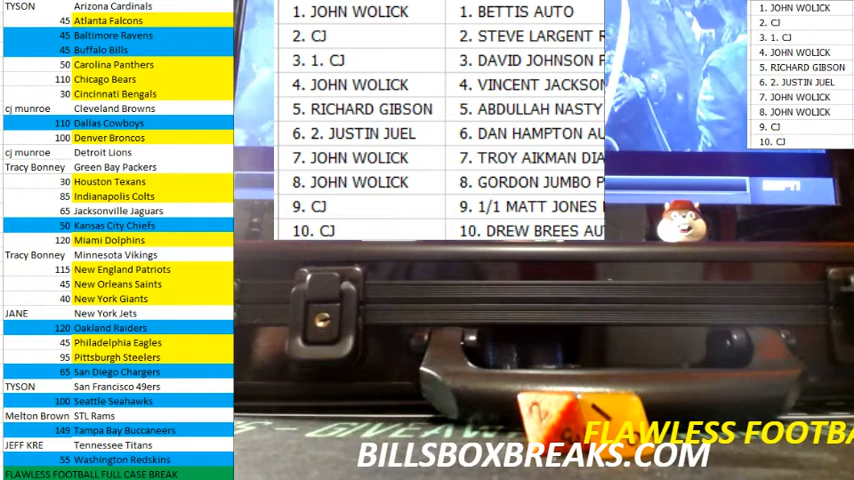 TYSON Arizona Cardinals
45 Atlanta Falcons
45 Baltimore Ravens
45 Buffalo Bills
50 Carolina Panthers
110 Chicago Bears
30 Cincinnati Bengals
cj munroe Cleveland Browns
110 Dallas Cowboys
100 Denver Broncos
cj munroe Detroit Lions
Tracy Bonney Green Bay Packers
30 Houston Texans
85 Indianapolis Colts
65 Jacksonville Jaguars
50 Kansas City Chiefs
120 Miami Dolphins
Tracy Bonney Minnesota Vikings
115 New England Patriots
45 New Orleans Saints
40 New York Giants
JANE New York Jets
120 Oakland Raiders
45 Philadelphia Eagles
95 Pittsburgh Steelers
65 San Diego Chargers
TYSON San Francisco 49ers
100 Seattle Seahawks
Melton Brown STL Rams
149 Tampa Bay Buccaneers
JEFF KRE Tennessee Titans
55 Washington Redskins
FLAWLESS FOOTBALL FULL CASE BREAK
1. JOHN WOLICK 1. BETTIS AUTO
2. CJ 2. STEVE LARGENT
3. 1. CJ 3. DAVID JOHNSON
4. JOHN WOLICK 4. VINCENT JACKSON
5. RICHARD GIBSON 5. ABDULLAH NASTY
6. 2. JUSTIN JUEL 6. DAN HAMPTON AU
7. JOHN WOLICK 7. TROY AIKMAN DIA
8. JOHN WOLICK 8. GORDON JUMBO P
9. CJ 9. 1/1 MATT JONES
10. CJ 10. DREW BREES AU
1. JOHN WOLICK
2. CJ
3. 1. CJ
4. JOHN WOLICK
5. RICHARD GIBSON
6. 2. JUSTIN JUEL
7. JOHN WOLICK
8. JOHN WOLICK
9. CJ
10. CJ
ESPN
S - GIVEAW
FLAWLESS FOOTBA
BILLSBOXBREAKS.COM